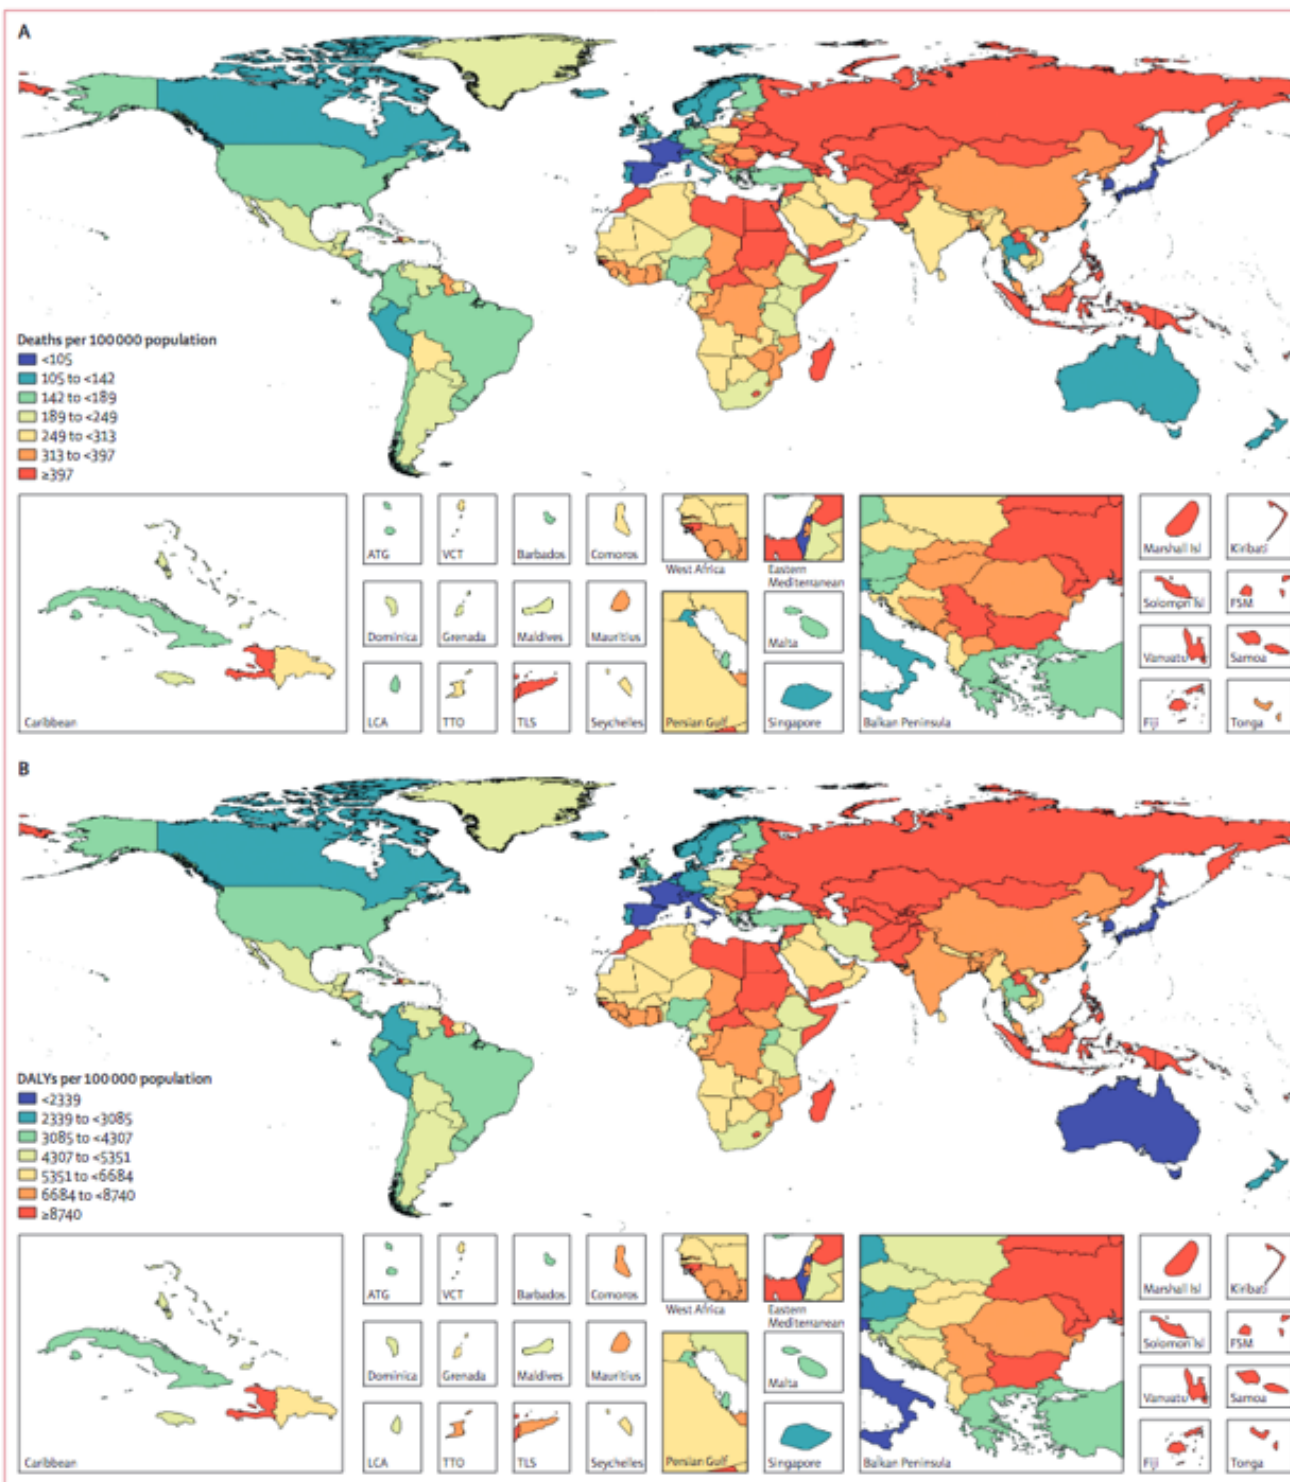 A
Deaths per 100 000 population
<105
105 to <142
142 to <189
189 to <249
249 to <313
313 to <397
≥397
Caribbean
ATG
VCT
Barbados
Comoros
West Africa
Eastern
Mediterranean
Balkan Peninsula
Marshall Isl
Kiribati
Dominica
Grenada
Maldives
Mauritius
Persian Gulf
Malta
Solomon Isl
FSM
LCA
TTO
TLS
Seychelles
Singapore
Vanuatu
Samoa
Fiji
Tonga
B
DALYs per 100 000 population
<2339
2339 to <3085
3085 to <4307
4307 to <5351
5351 to <6684
6684 to <8740
≥8740
Caribbean
ATG
VCT
Barbados
Comoros
West Africa
Eastern
Mediterranean
Balkan Peninsula
Marshall Isl
Kiribati
Dominica
Grenada
Maldives
Mauritius
Persian Gulf
Malta
Solomon Isl
FSM
LCA
TTO
TLS
Seychelles
Singapore
Vanuatu
Samoa
Fiji
Tonga